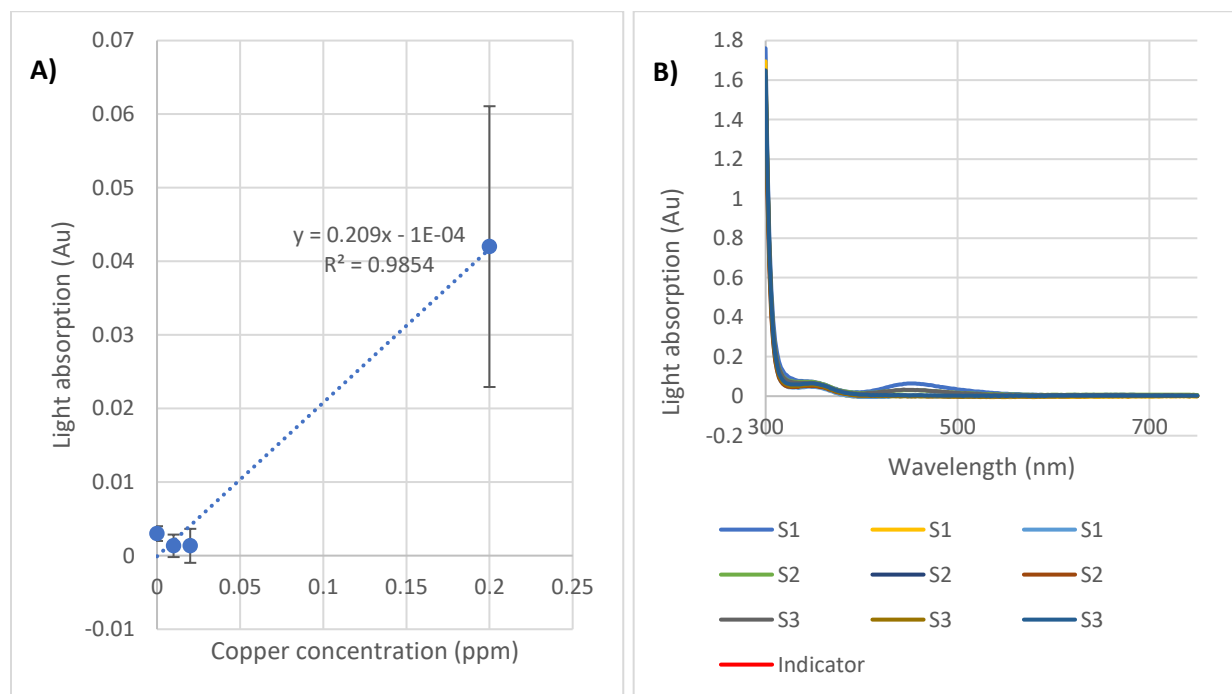 A)
0.07
0.06
0.05
0.04
0.03
0.02
0.01
0
-0.01
0 0.05 0.1 0.15 0.2 0.25
y = 0.209x - 1E-04
R² = 0.9854
Light absorption (Au)
Copper concentration (ppm)
B)
1.8
1.6
1.4
1.2
1
0.8
0.6
0.4
0.2
0
-0.2
300 500 700
Light absorption (Au)
Wavelength (nm)
S1 S1 S1
S2 S2 S2
S3 S3 S3
Indicator